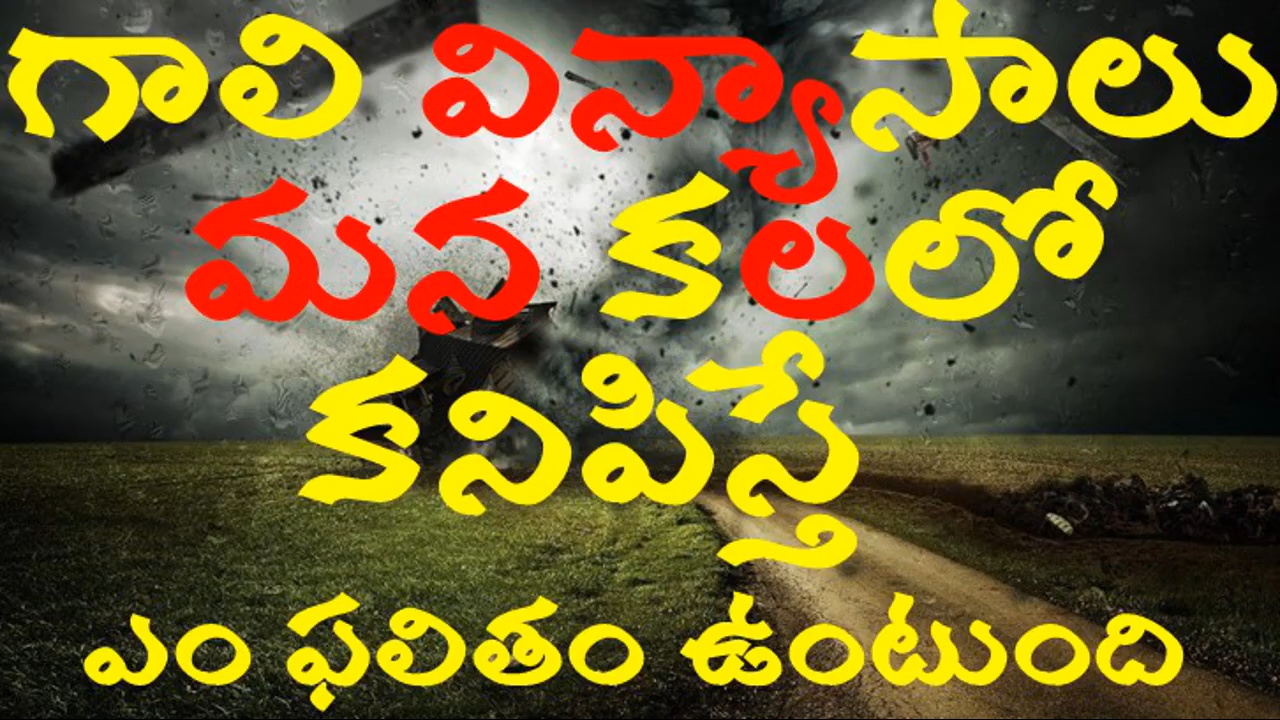 గాలి విన్యాసాలు
మన కలలో
కనిపిస్తే
ఎం ఫలితం ఉంటుంది